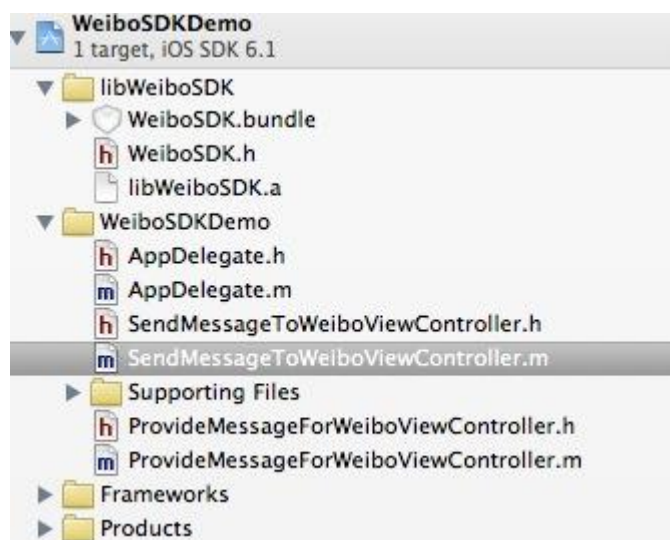 WeiboSDKDemo
1 target, iOS SDK 6.1
libWeiboSDK
WeiboSDK.bundle
h WeiboSDK.h
libWeiboSDK.a
WeiboSDKDemo
h AppDelegate.h
m AppDelegate.m
h SendMessageToWeiboViewController.h
m SendMessageToWeiboViewController.m
Supporting Files
h ProvideMessageForWeiboViewController.h
m ProvideMessageForWeiboViewController.m
Frameworks
Products